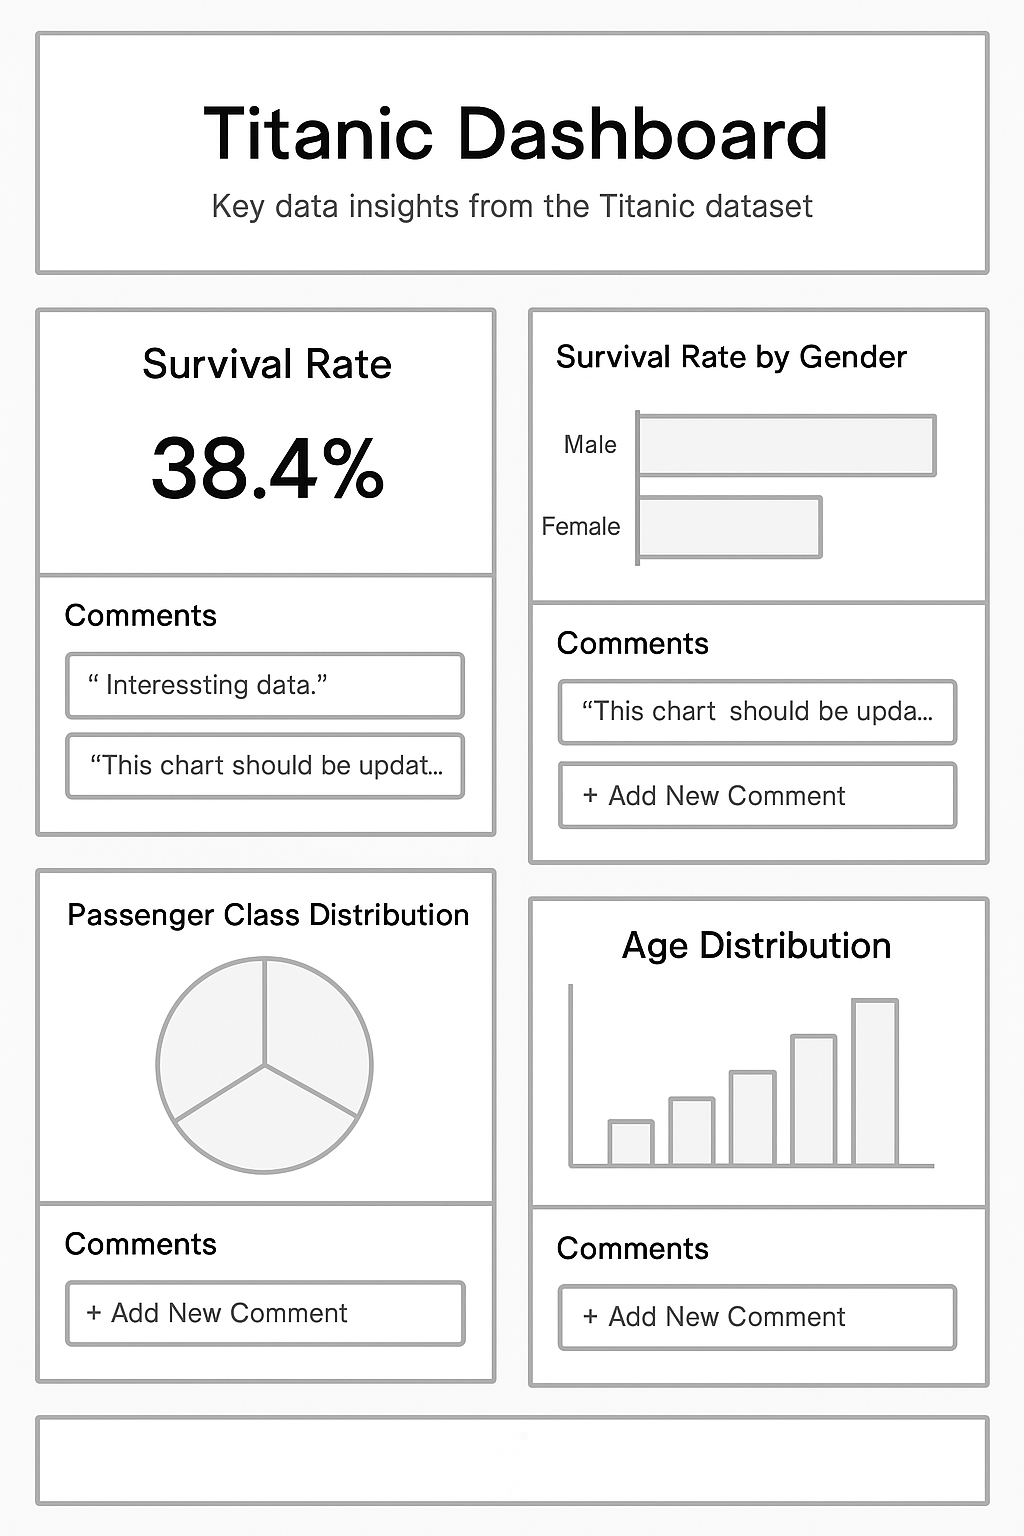 Titanic Dashboard
Key data insights from the Titanic dataset
Survival Rate
38.4%
Comments
“ Interessting data.”
“This chart should be updat...
Survival Rate by Gender
Male
Female
Comments
“This chart should be upda...
+ Add New Comment
Passenger Class Distribution
Comments
+ Add New Comment
Age Distribution
Comments
+ Add New Comment